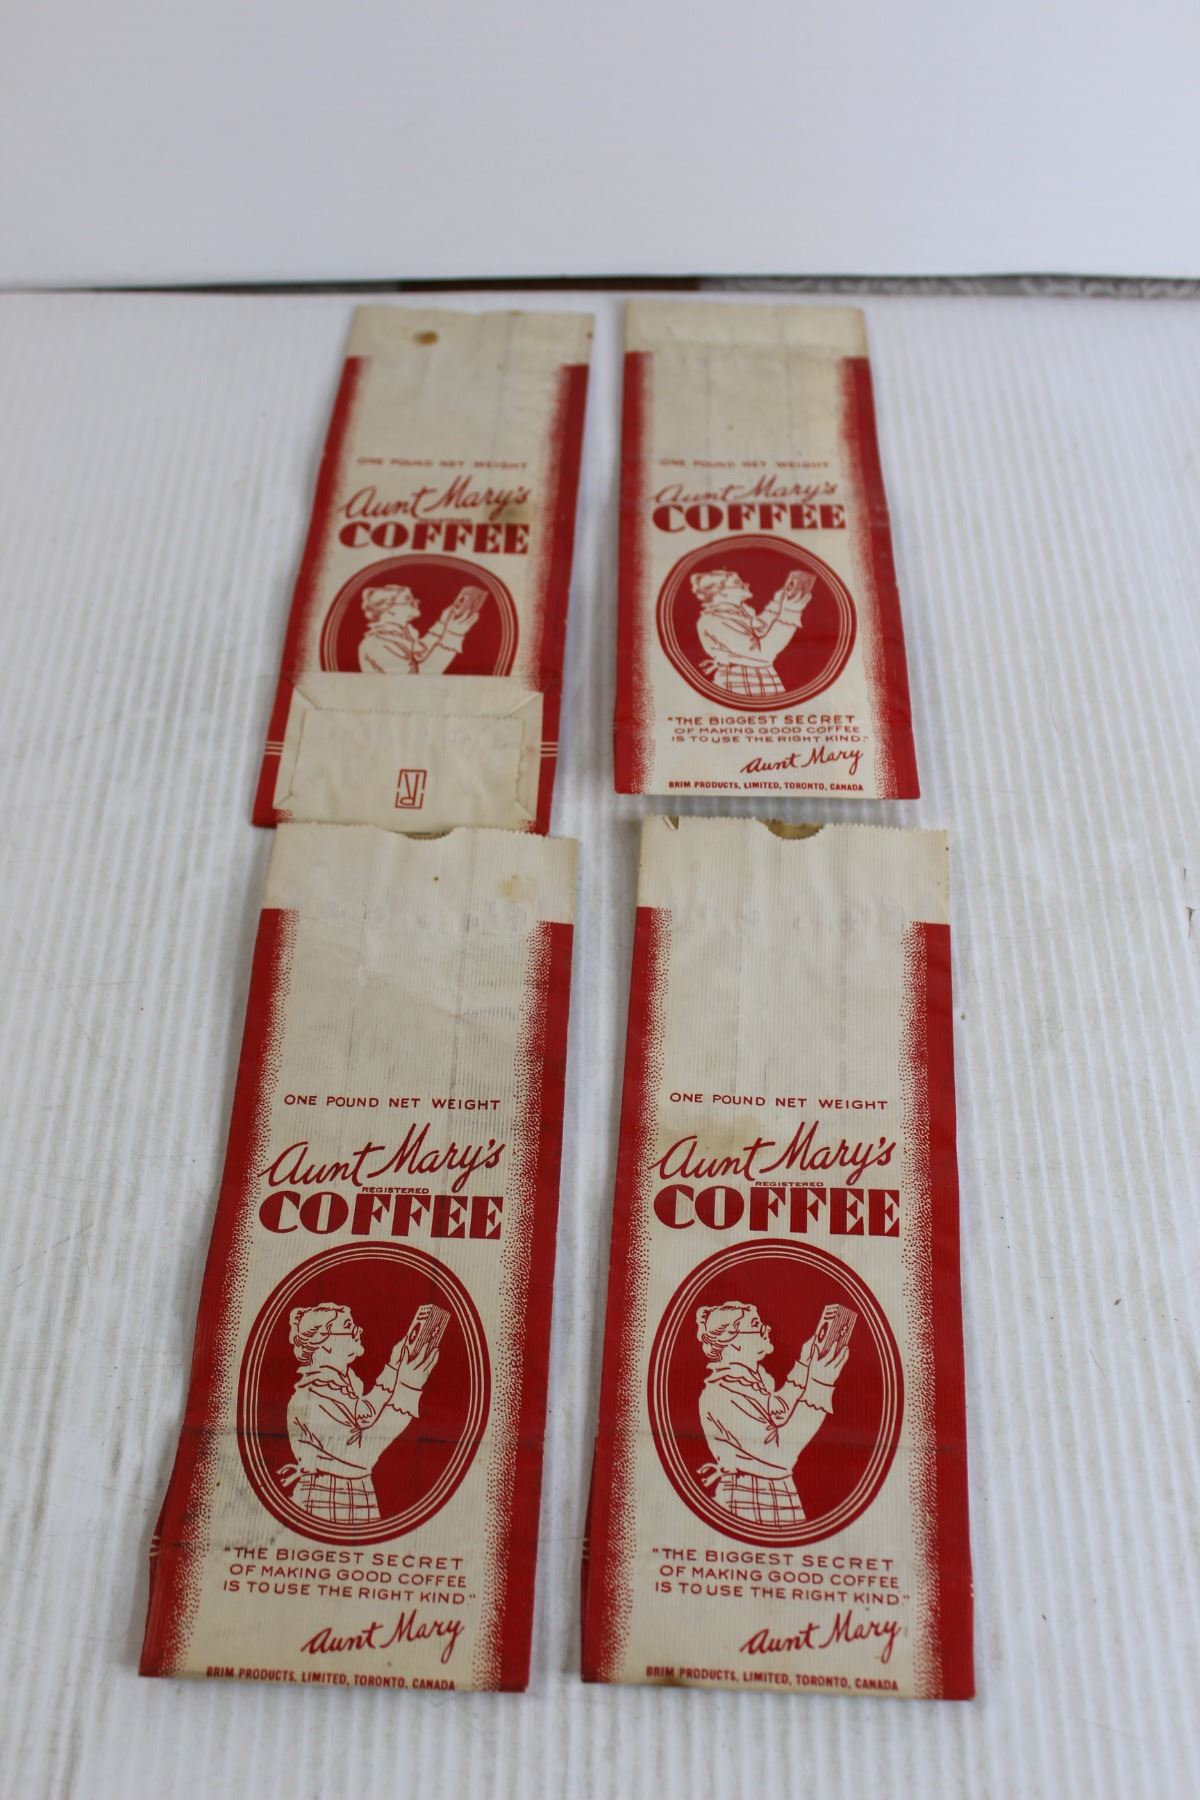 ONE POUND NET WEIGHT
Aunt Mary's
REGISTERED
COFFEE
ONE POUND NET WEIGHT
Aunt Mary's
COFFEE
"THE BIGGEST SECRET
OF MAKING GOOD COFFEE
IS TO USE THE RIGHT KIND."
Aunt Mary
BRIM PRODUCTS, LIMITED, TORONTO, CANADA
ONE POUND NET WEIGHT
Aunt Mary's
REGISTERED
COFFEE
"THE BIGGEST SECRET
OF MAKING GOOD COFFEE
IS TO USE THE RIGHT KIND."
Aunt Mary
BRIM PRODUCTS, LIMITED, TORONTO, CANADA
ONE POUND NET WEIGHT
Aunt Mary's
REGISTERED
COFFEE
"THE BIGGEST SECRET
OF MAKING GOOD COFFEE
IS TO USE THE RIGHT KIND."
Aunt Mary
BRIM PRODUCTS, LIMITED, TORONTO, CANADA